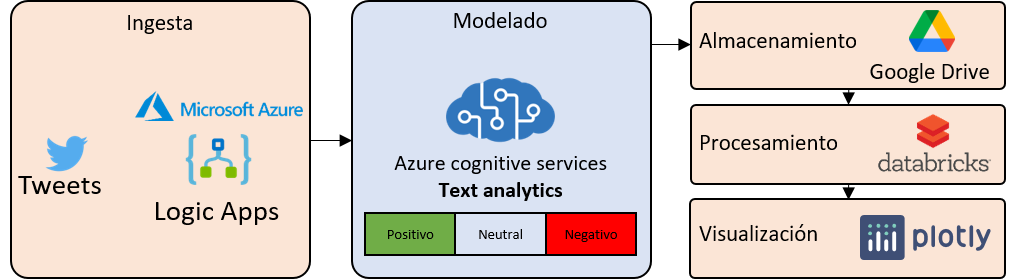 Ingesta
Microsoft Azure
Tweets
Logic Apps
Modelado
Azure cognitive services
Text analytics
Positivo
Neutral
Negativo
Almacenamiento
Google Drive
Procesamiento
databricks
Visualización
plotly